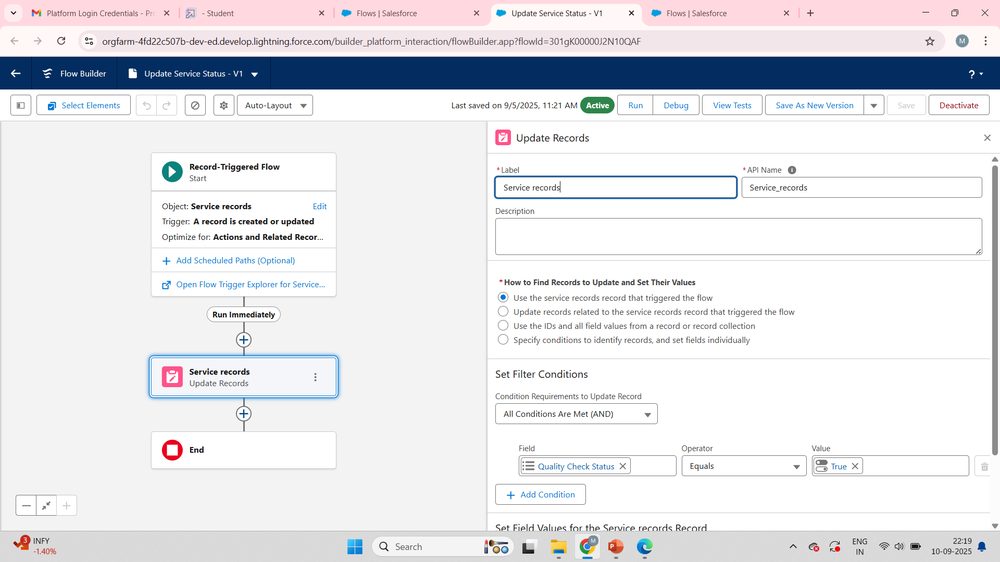 Platform Login Credentials - Pro
- Student
Flows | Salesforce
Update Service Status - V1
Flows | Salesforce
orgfarm-4fd22c507b-dev-ed.develop.lightning.force.com/builder_platform_interaction/flowBuilder.app?flowId=301gK00000J2N10QAF
M
Flow Builder
Update Service Status - V1
?
Select Elements
Auto-Layout
Last saved on 9/5/2025, 11:21 AM
Active
Run
Debug
View Tests
Save As New Version
Save
Deactivate
Record-Triggered Flow
Start
Object: Service records
Edit
Trigger: A record is created or updated
Optimize for: Actions and Related Recor...
Add Scheduled Paths (Optional)
Open Flow Trigger Explorer for Service...
Run Immediately
Service records
Update Records
End
Update Records
*Label
Service records
*API Name
Service_records
Description
*How to Find Records to Update and Set Their Values
Use the service records record that triggered the flow
Update records related to the service records record that triggered the flow
Use the IDs and all field values from a record or record collection
Specify conditions to identify records, and set fields individually
Set Filter Conditions
Condition Requirements to Update Record
All Conditions Are Met (AND)
Field
Quality Check Status
Operator
Equals
Value
True
Add Condition
Set Field Values for the Service records Record
3
INFY
-1.40%
Search
M
P
ENG
IN
22:19
10-09-2025